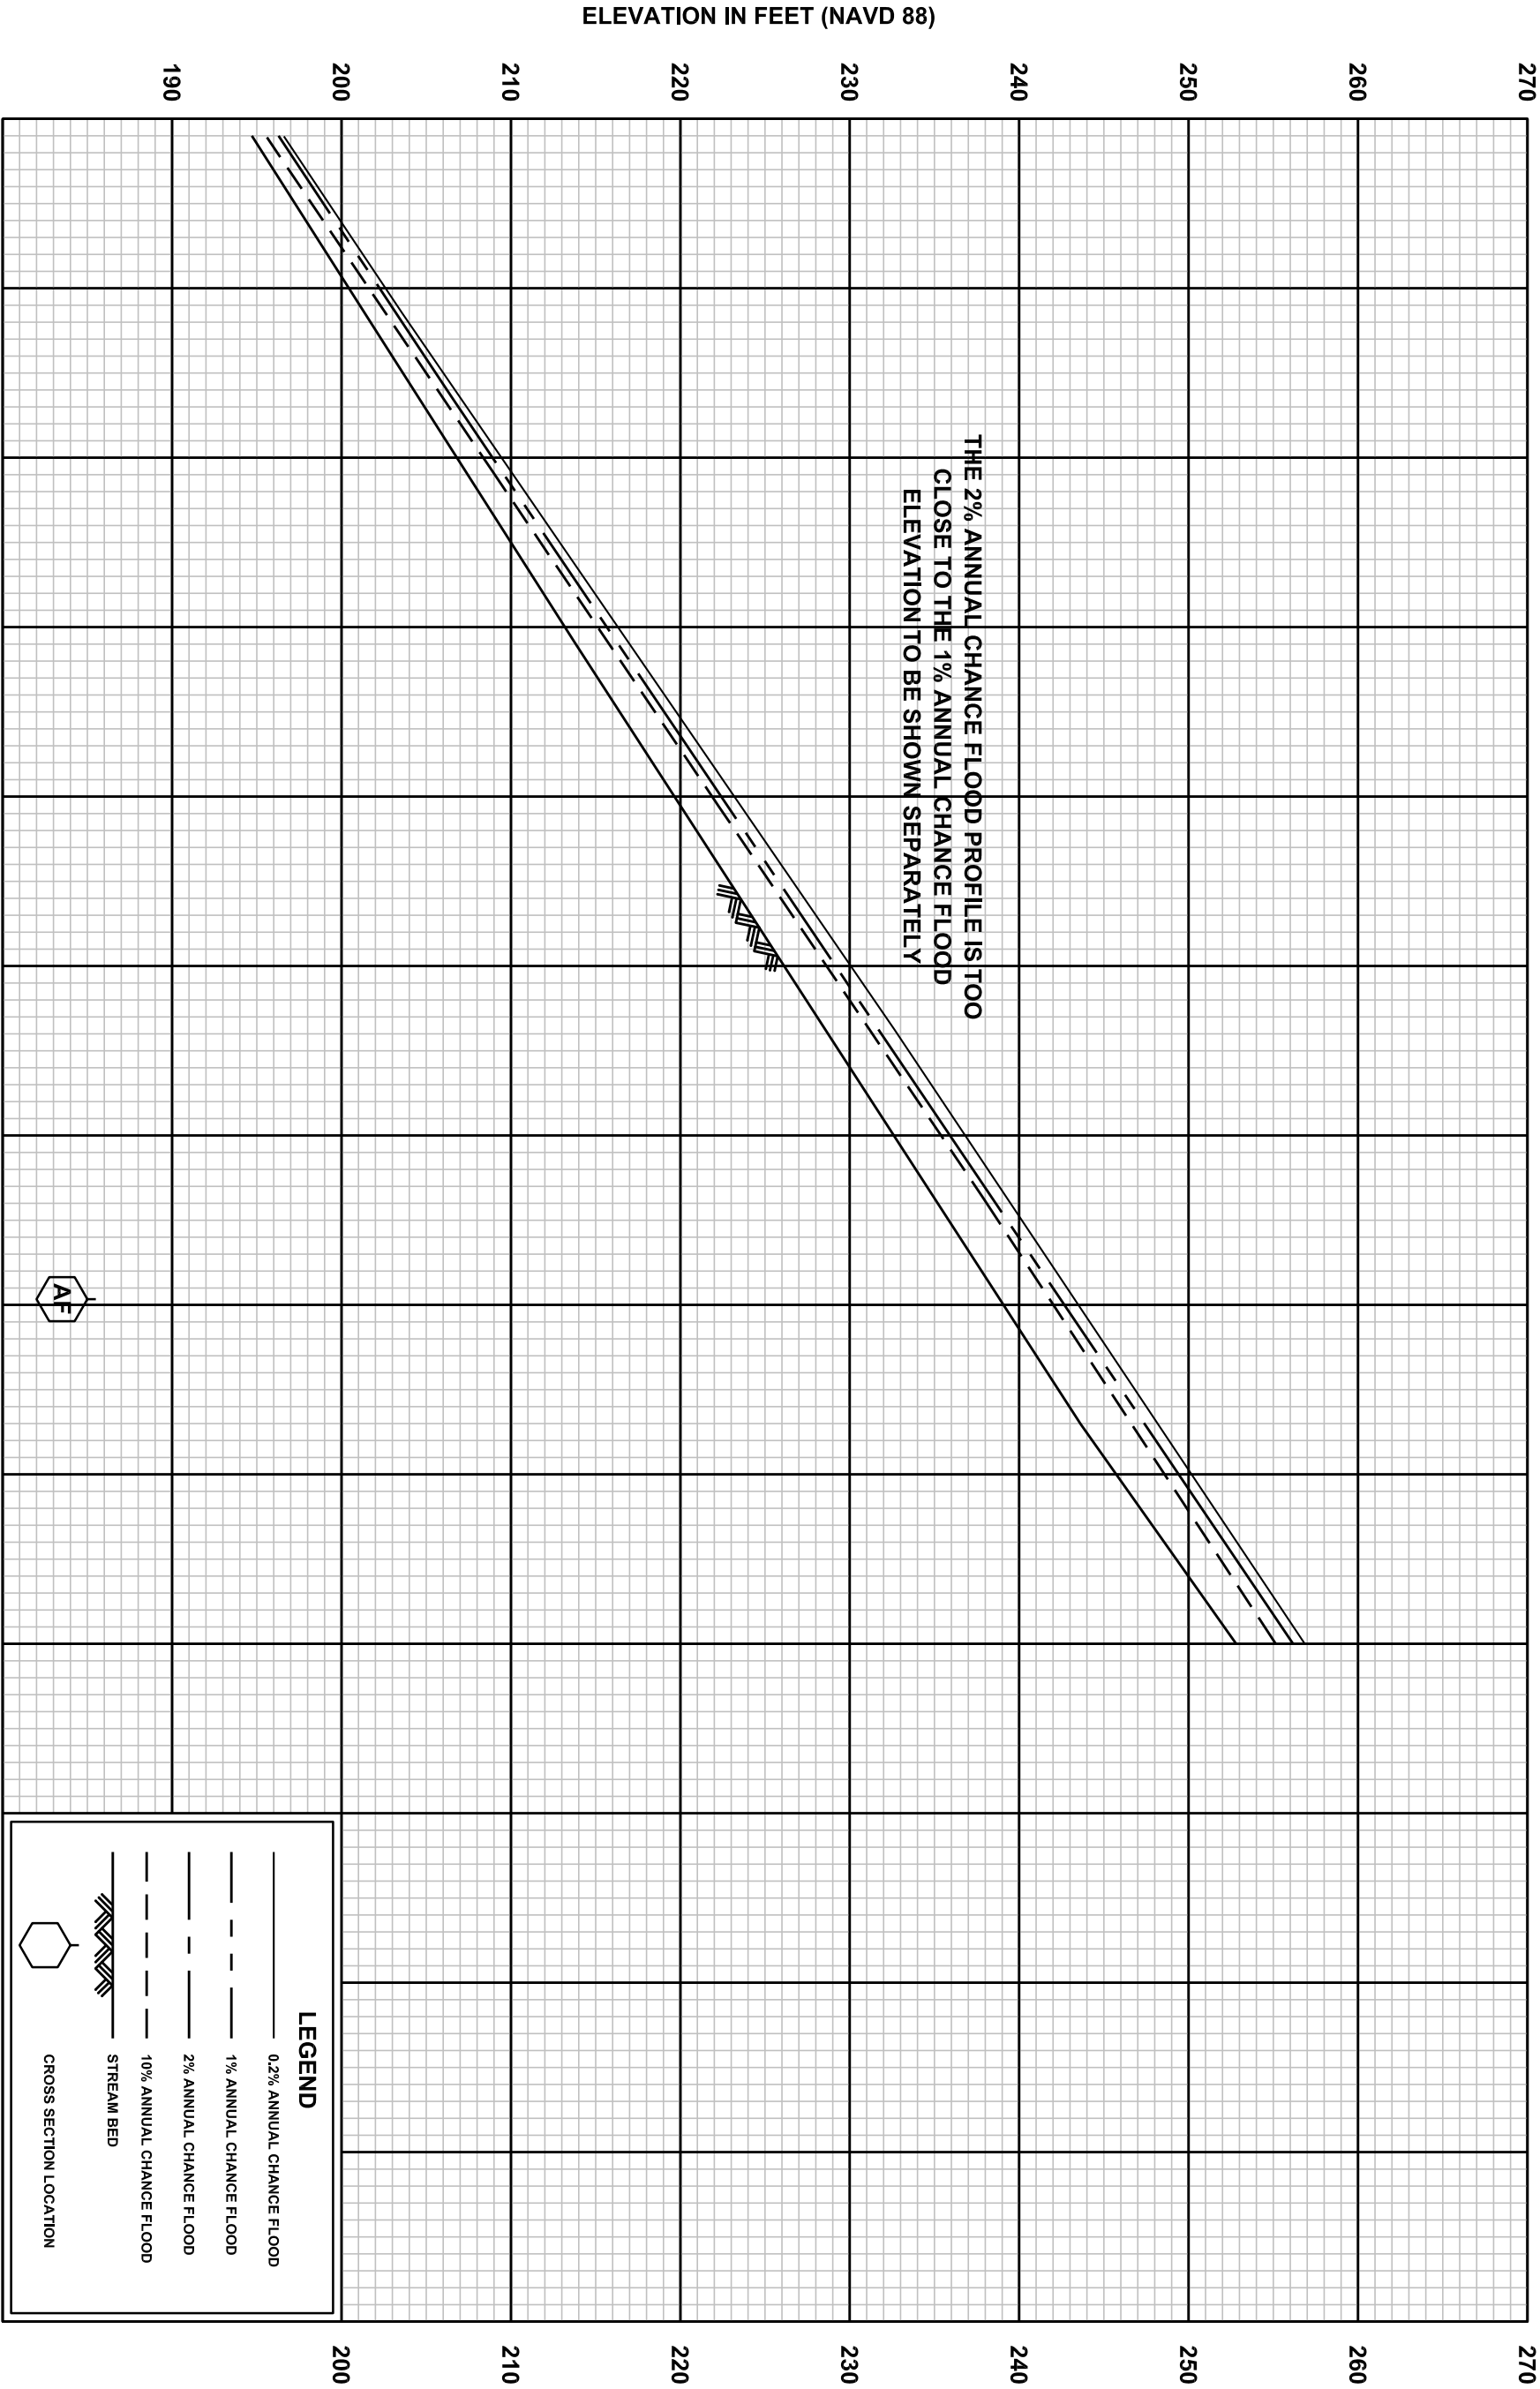 ELEVATION IN FEET (NAVD 88)
190
200
210
220
230
240
250
260
270
THE 2% ANNUAL CHANCE FLOOD PROFILE IS TOO
CLOSE TO THE 1% ANNUAL CHANCE FLOOD
ELEVATION TO BE SHOWN SEPARATELY
AF
LEGEND
0.2% ANNUAL CHANCE FLOOD
1% ANNUAL CHANCE FLOOD
2% ANNUAL CHANCE FLOOD
10% ANNUAL CHANCE FLOOD
STREAM BED
CROSS SECTION LOCATION
200
210
220
230
240
250
260
270